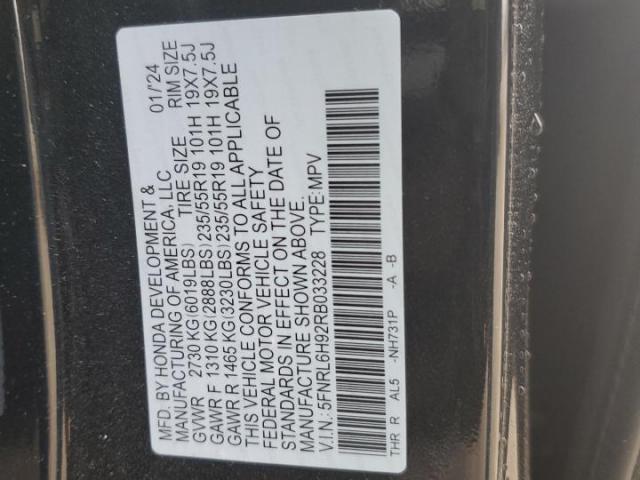 MFD. BY HONDA DEVELOPMENT &
MANUFACTURING OF AMERICA, LLC 01/'24
TIRE SIZE RIM SIZE
GVWR 2730 KG(6019LBS)
GAWR F 1310 KG(2888LBS)235/55R19 101H 19X7.5J
GAWR R 1465 KG(3230LBS)235/55R19 101H 19X7.5J
THIS VEHICLE CONFORMS TO ALL APPLICABLE
FEDERAL MOTOR VEHICLE SAFETY
STANDARDS IN EFFECT ON THE DATE OF
MANUFACTURE SHOWN ABOVE.
V.I.N.:5FNRL6H92RB033228 TYPE:MPV
THR R AL5 -NH731P -A -B